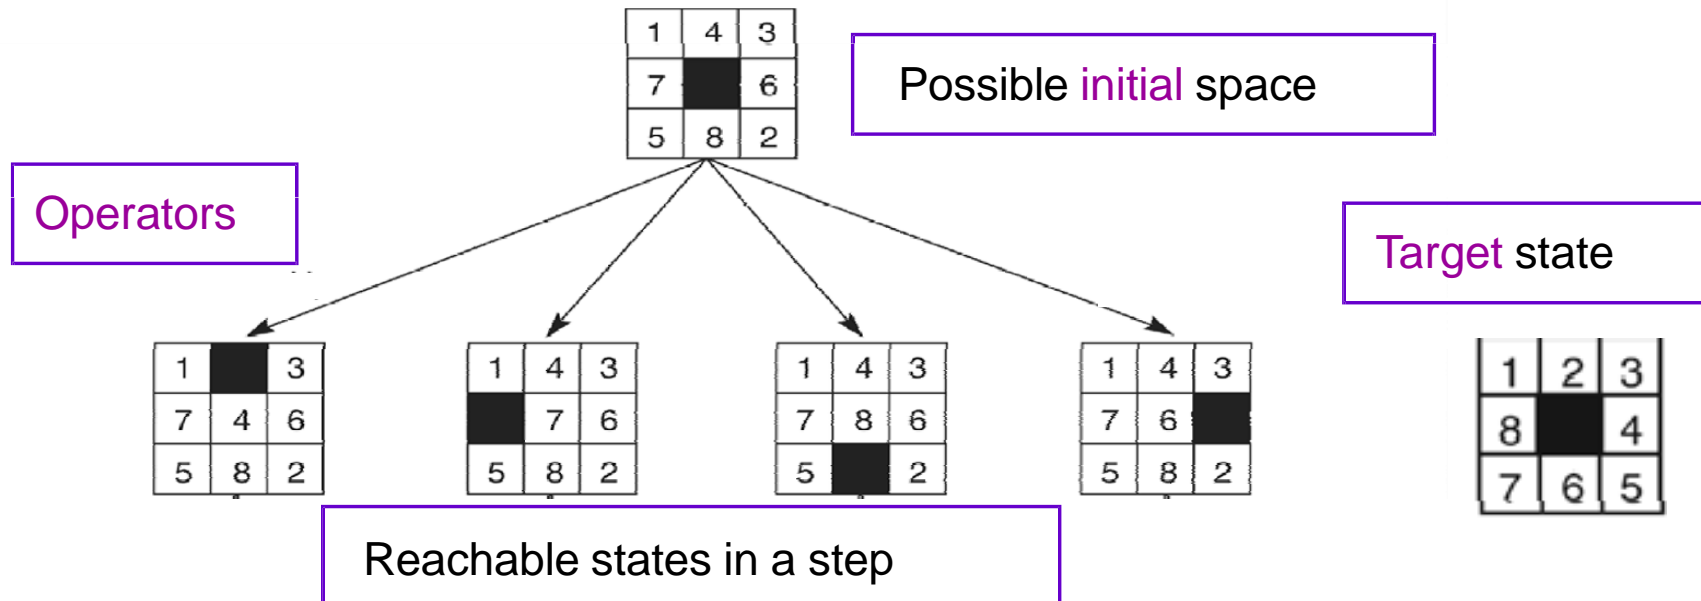 1 4 3
7 6
5 8 2
Possible initial space
Operators
Target state
1 3
7 4 6
5 8 2
1 4 3
7 6
5 8 2
1 4 3
7 8 6
5 2
1 4 3
7 6
5 8 2
1 2 3
8 4
7 6 5
Reachable states in a step